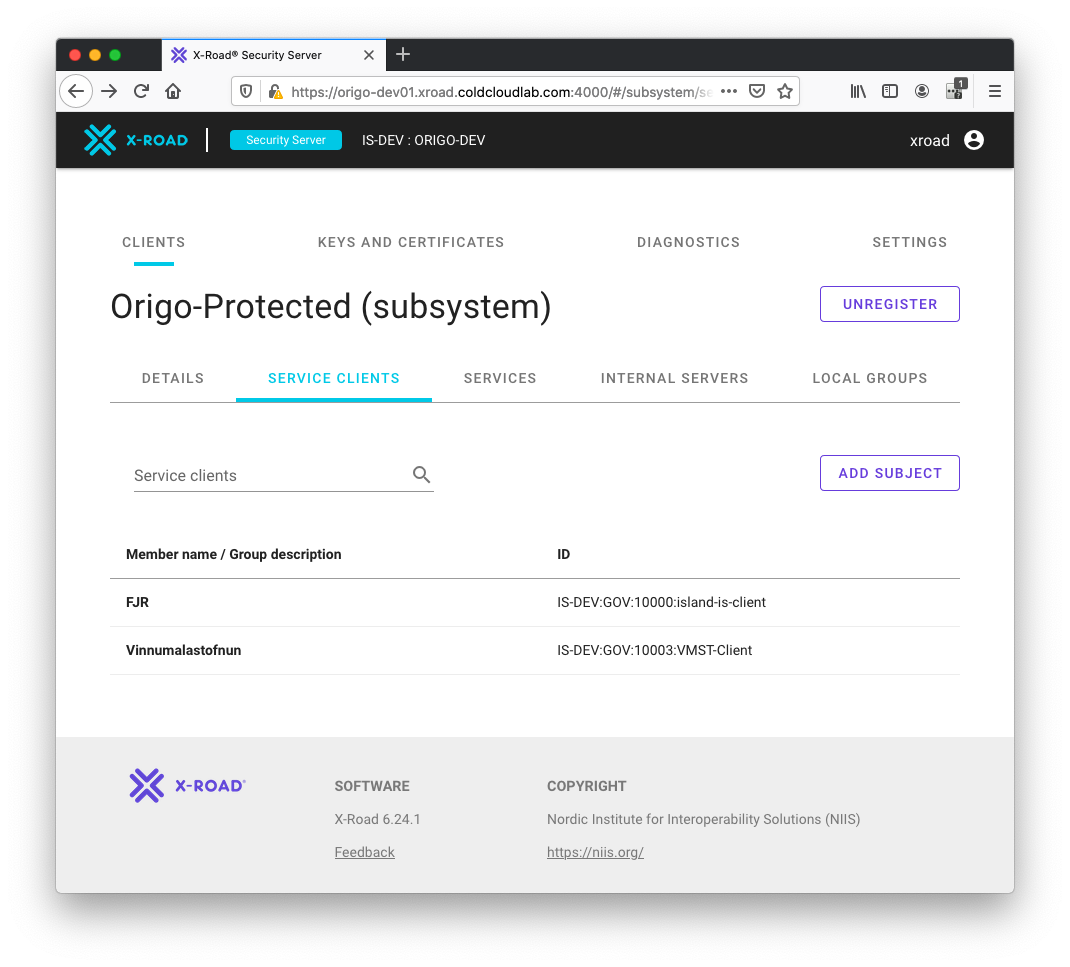 X-Road® Security Server
https://origo-dev01.xroad.coldcloudlab.com:4000/#/subsystem/se
1
X-ROAD
Security Server
IS-DEV : ORIGO-DEV
xroad
CLIENTS
KEYS AND CERTIFICATES
DIAGNOSTICS
SETTINGS
Origo-Protected (subsystem)
UNREGISTER
DETAILS
SERVICE CLIENTS
SERVICES
INTERNAL SERVERS
LOCAL GROUPS
Service clients
ADD SUBJECT
Member name / Group description
ID
FJR
IS-DEV:GOV:10000:island-is-client
Vinnumalastofnun
IS-DEV:GOV:10003:VMST-Client
X-ROAD®
SOFTWARE
COPYRIGHT
X-Road 6.24.1
Nordic Institute for Interoperability Solutions (NIIS)
Feedback
https://niis.org/